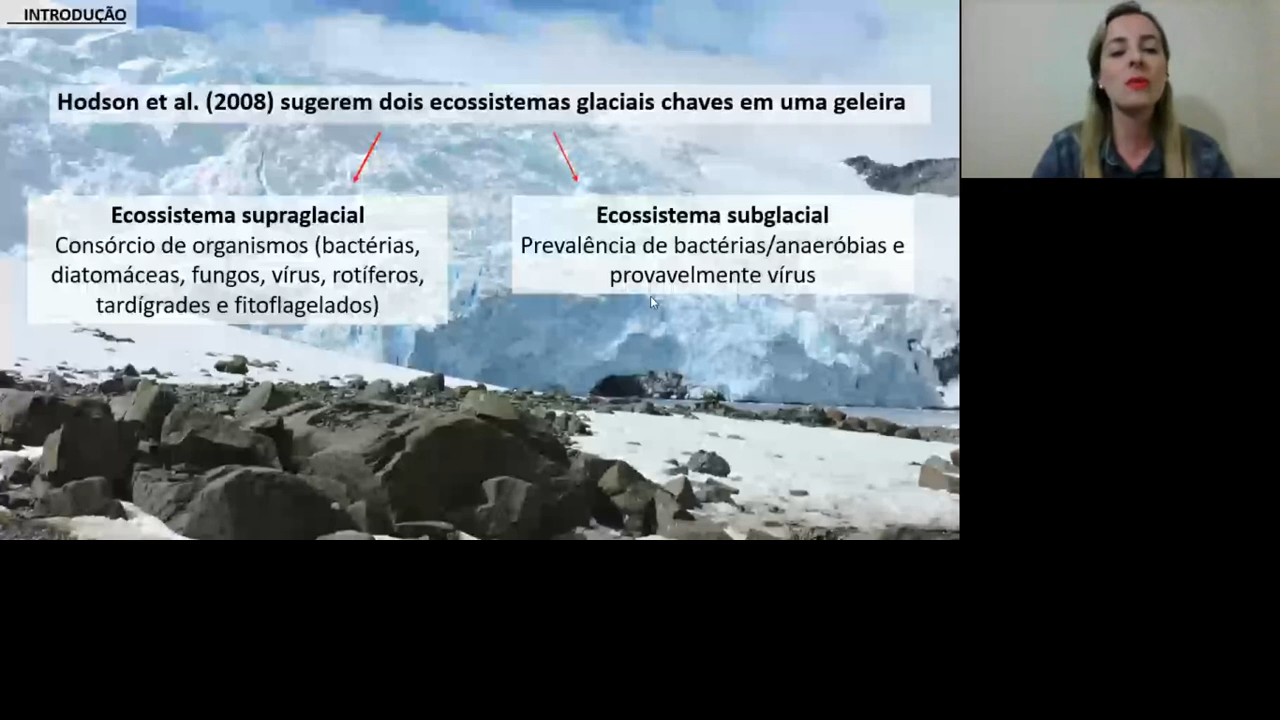 INTRODUÇÃO
Hodson et al. (2008) sugerem dois ecossistemas glaciais chaves em uma geleira
Ecossistema supraglacial
Consórcio de organismos (bactérias,
diatomáceas, fungos, vírus, rotíferos,
tardígrades e fitoflagelados)
Ecossistema subglacial
Prevalência de bactérias/anaeróbias e
provavelmente vírus